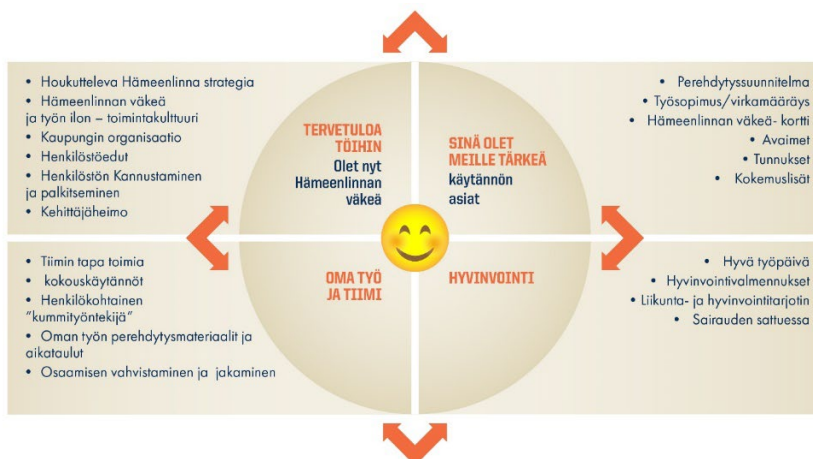 • Houkutteleva Hämeenlinna strategia
• Hämeenlinnan väkeä
ja työn ilon – toimintakulttuuri
• Kaupungin organisaatio
• Henkilöstöedut
• Henkilöstön Kannustaminen
ja palkitseminen
• Kehittäjäheimo
TERVETULOA
TÖIHIN
Olet nyt
Hämeenlinnan
väkeä
SINÄ OLET
MEILLE TÄRKEÄ
käytännön
asiat
• Perehdytyssuunnitelma
• Työsopimus/virkamääräys
• Hämeenlinnan väkeä- kortti
• Avaimet
• Tunnukset
• Kokemuslisät
• Tiimin tapa toimia
• kokouskäytännöt
• Henkilökohtainen
"kummityöntekijä"
• Oman työn perehdytysmateriaalit ja
aikataulut
• Osaamisen vahvistaminen ja jakaminen
OMA TYÖ
JA TIIMI
HYVINVOINTI
• Hyvä työpäivä
• Hyvinvointivalmennukset
• Liikunta- ja hyvinvointitarjotin
• Sairauden sattuessa